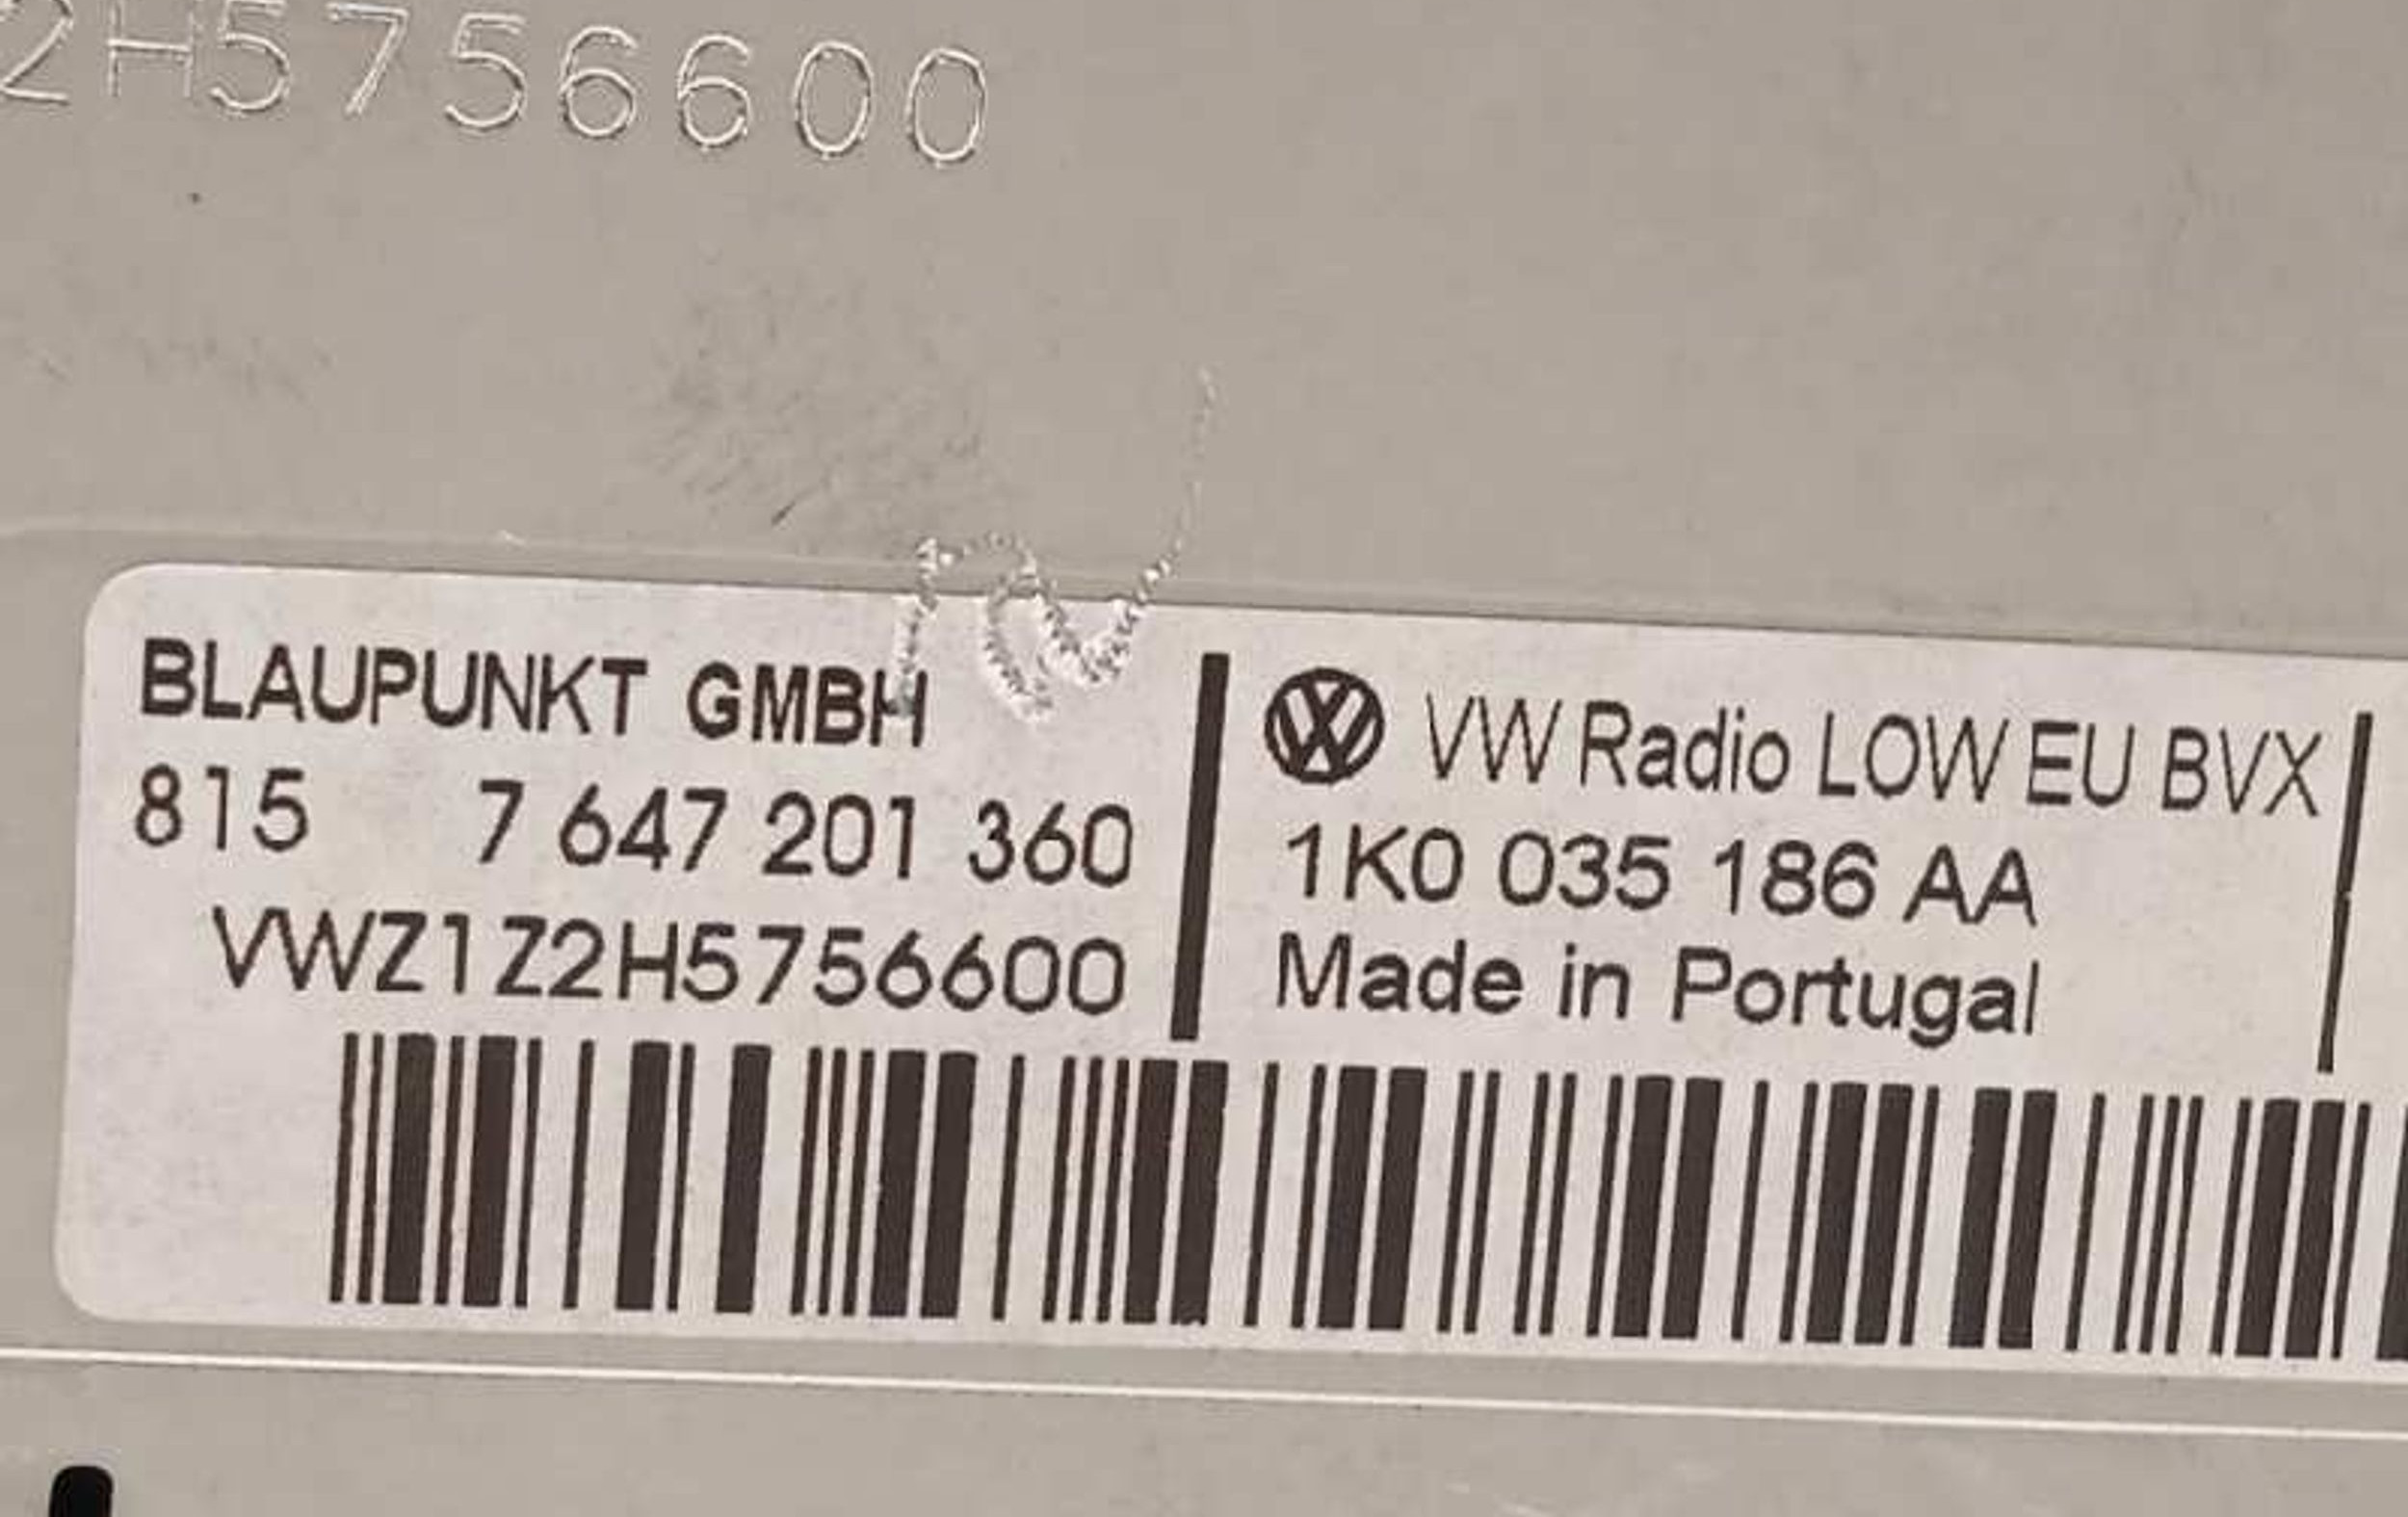 2H5756600
BLAUPUNKT GMBH
815 7 647 201 360
VWZ1Z2H5756600
VW Radio LOW EU BVX
1K0 035 186 AA
Made in Portugal